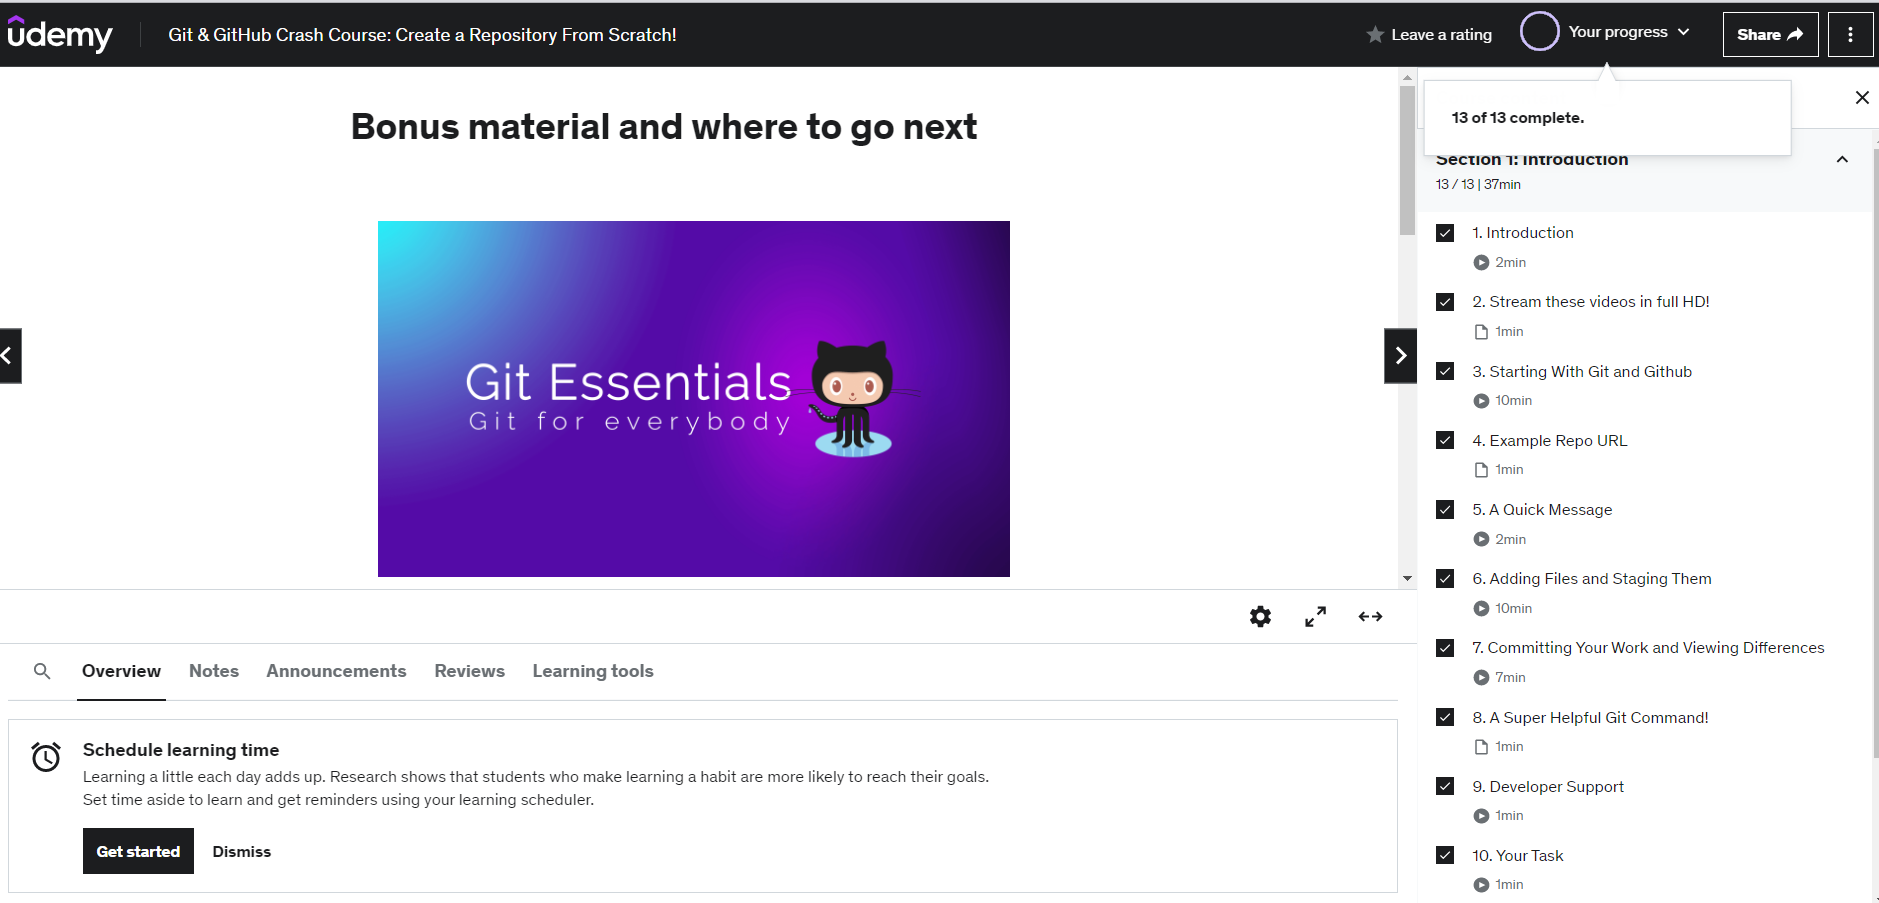 udemy
Git & GitHub Crash Course: Create a Repository From Scratch!
Leave a rating
Your progress
Share
13 of 13 complete.
Bonus material and where to go next
Git Essentials
Git for everybody
Section 1: Introduction
13 / 13 | 37min
1. Introduction
2min
2. Stream these videos in full HD!
1min
3. Starting With Git and Github
10min
4. Example Repo URL
1min
5. A Quick Message
2min
6. Adding Files and Staging Them
10min
7. Committing Your Work and Viewing Differences
7min
8. A Super Helpful Git Command!
1min
9. Developer Support
1min
10. Your Task
1min
Overview
Notes
Announcements
Reviews
Learning tools
Schedule learning time
Learning a little each day adds up. Research shows that students who make learning a habit are more likely to reach their goals.
Set time aside to learn and get reminders using your learning scheduler.
Get started
Dismiss